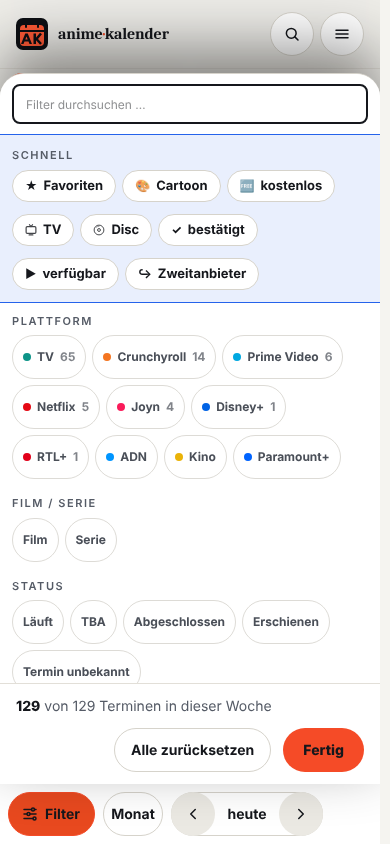 AK anime·kalender
Filter durchsuchen ...
SCHNELL
★ Favoriten 🎨 Cartoon 🆓 kostenlos
TV Disc ✓ bestätigt
▶ verfügbar ↪ Zweitanbieter
PLATTFORM
TV 65 Crunchyroll 14 Prime Video 6
Netflix 5 Joyn 4 Disney+ 1
RTL+ 1 ADN Kino Paramount+
FILM / SERIE
Film Serie
STATUS
Läuft TBA Abgeschlossen Erschienen
Termin unbekannt
129 von 129 Terminen in dieser Woche
Alle zurücksetzen Fertig
Filter Monat heute